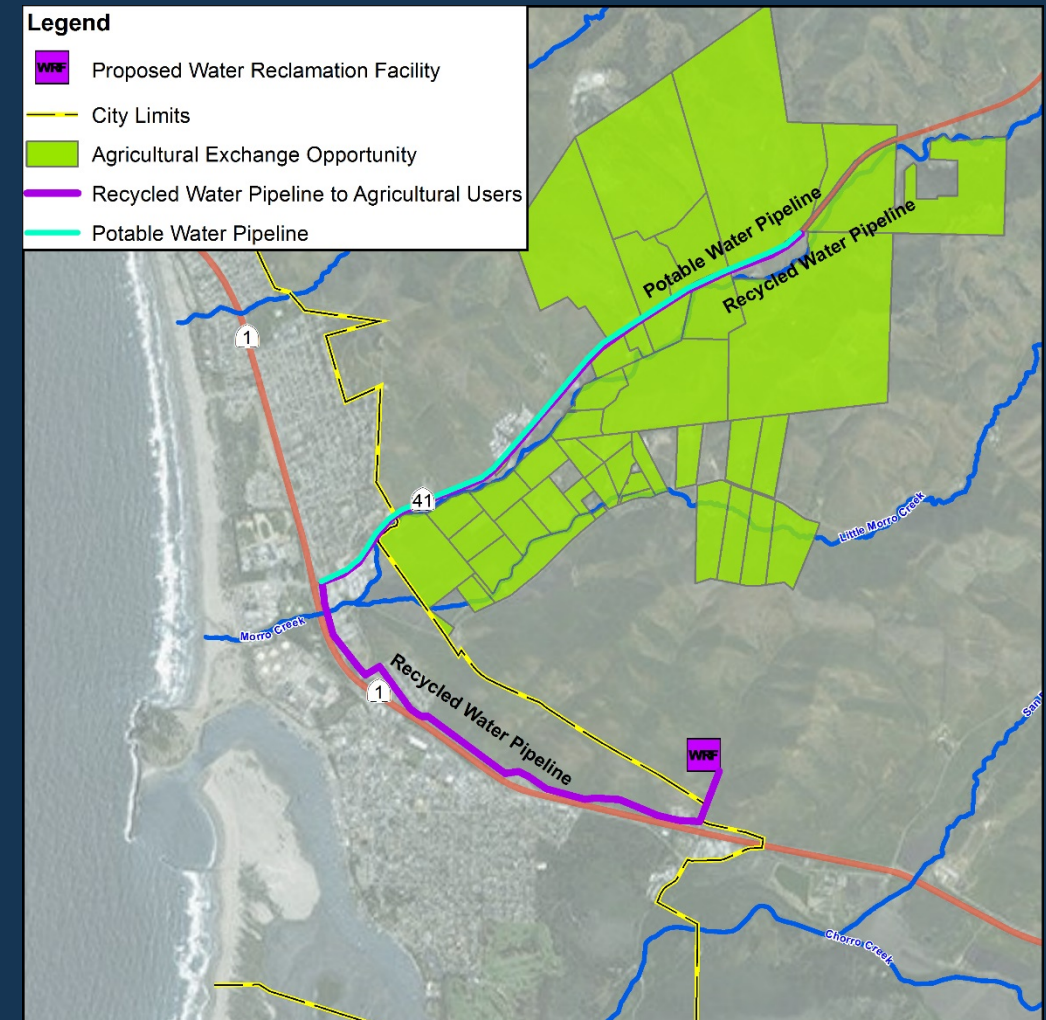 Legend
WRF
Proposed Water Reclamation Facility
City Limits
Agricultural Exchange Opportunity
Recycled Water Pipeline to Agricultural Users
Potable Water Pipeline
Potable Water Pipeline
Recycled Water Pipeline
1
41
Little Morro Creek
Morro Creek
Recycled Water Pipeline
1
WRF
San
Chorro Creek